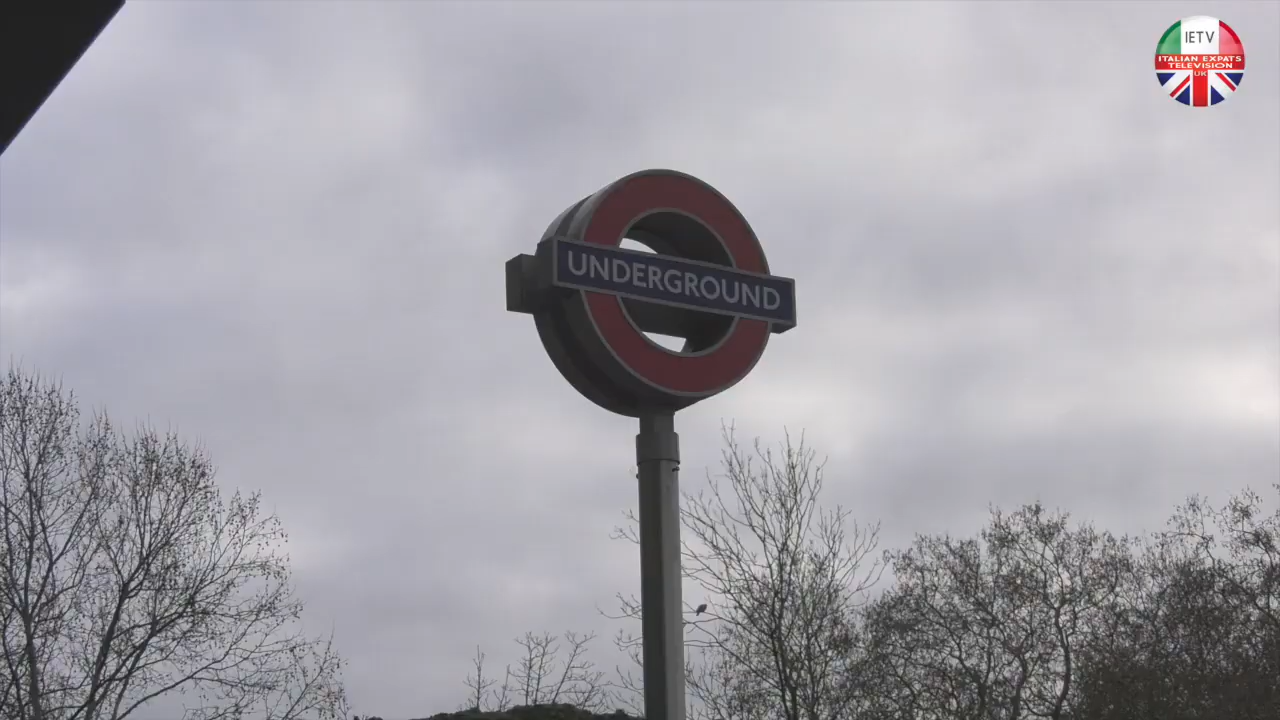 IETV
ITALIAN EXPATS
TELEVISION
UK
UNDERGROUND